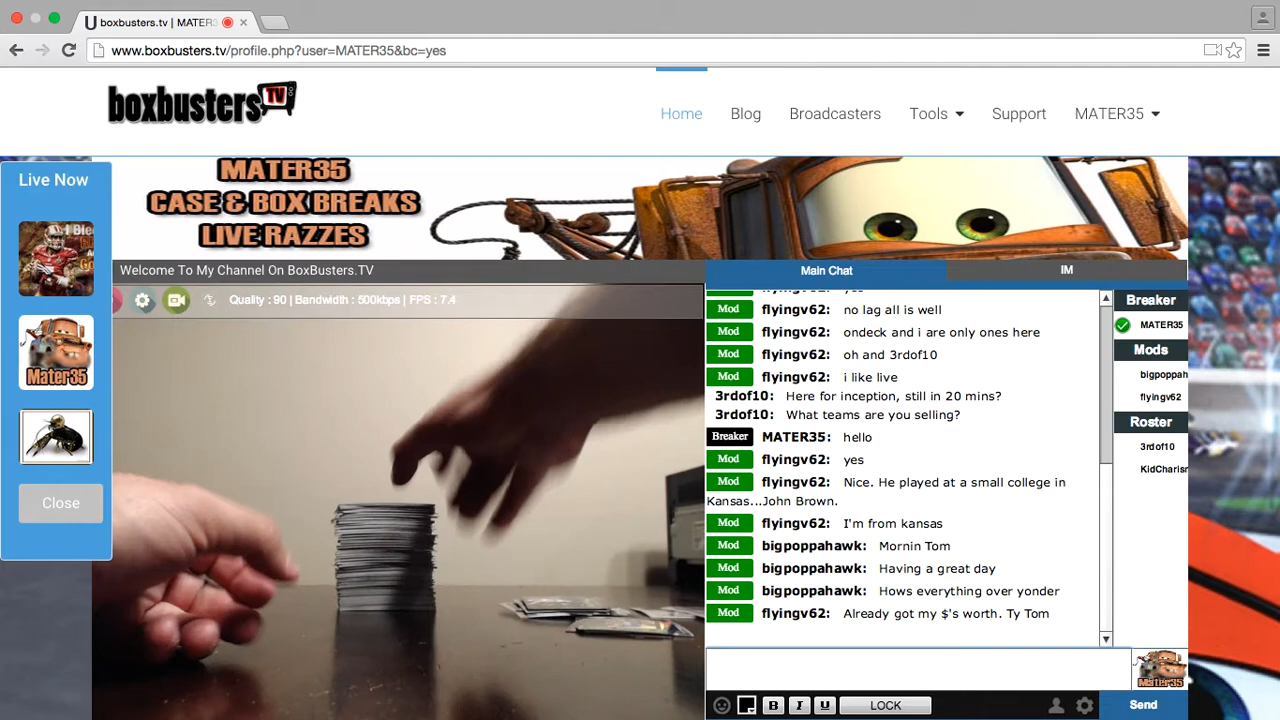 boxbusters.tv | MATER3
www.boxbusters.tv/profile.php?user=MATER35&bc=yes
boxbusters TV
Home Blog Broadcasters Tools Support MATER35
Live Now
MATER35
CASE & BOX BREAKS
LIVE RAZZES
Welcome To My Channel On BoxBusters.TV
Main Chat IM
Quality : 90 | Bandwidth : 500kbps | FPS : 7.4
Mod flyingv62: no lag all is well
Mod flyingv62: ondeck and i are only ones here
Mod flyingv62: oh and 3rdof10
Mod flyingv62: i like live
3rdof10: Here for inception, still in 20 mins?
3rdof10: What teams are you selling?
Breaker MATER35: hello
Mod flyingv62: yes
Mod flyingv62: Nice. He played at a small college in
Kansas...John Brown.
Mod flyingv62: I'm from kansas
Mod bigpoppahawk: Mornin Tom
Mod bigpoppahawk: Having a great day
Mod bigpoppahawk: Hows everything over yonder
Mod flyingv62: Already got my $'s worth. Ty Tom
Breaker
MATER35
Mods
bigpoppah
flyingv62
Roster
3rdof10
KidCharism
Mater35
Close
Mater35
B I U LOCK Send